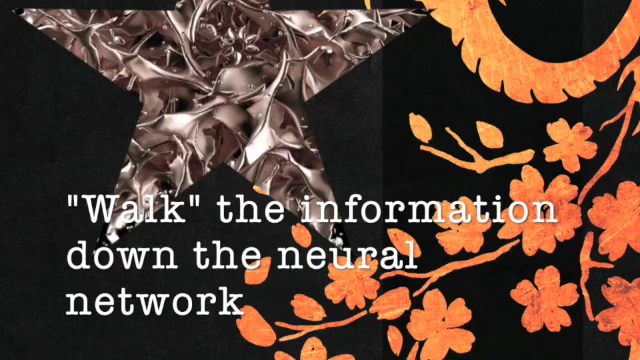 "Walk" the information
down the neural
network